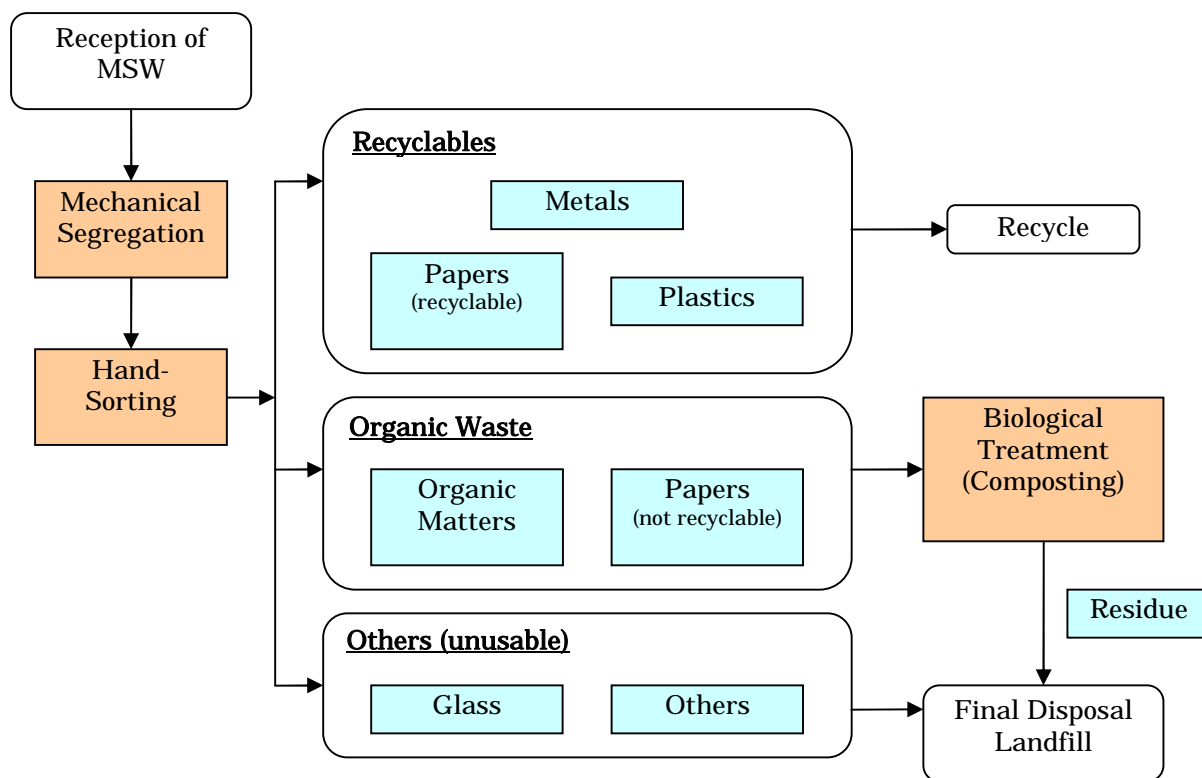 Reception of
MSW
Mechanical
Segregation
Hand-
Sorting
Recyclables
Metals
Papers
(recyclable)
Plastics
Recycle
Organic Waste
Organic
Matters
Papers
(not recyclable)
Biological
Treatment
(Composting)
Residue
Others (unusable)
Glass
Others
Final Disposal
Landfill